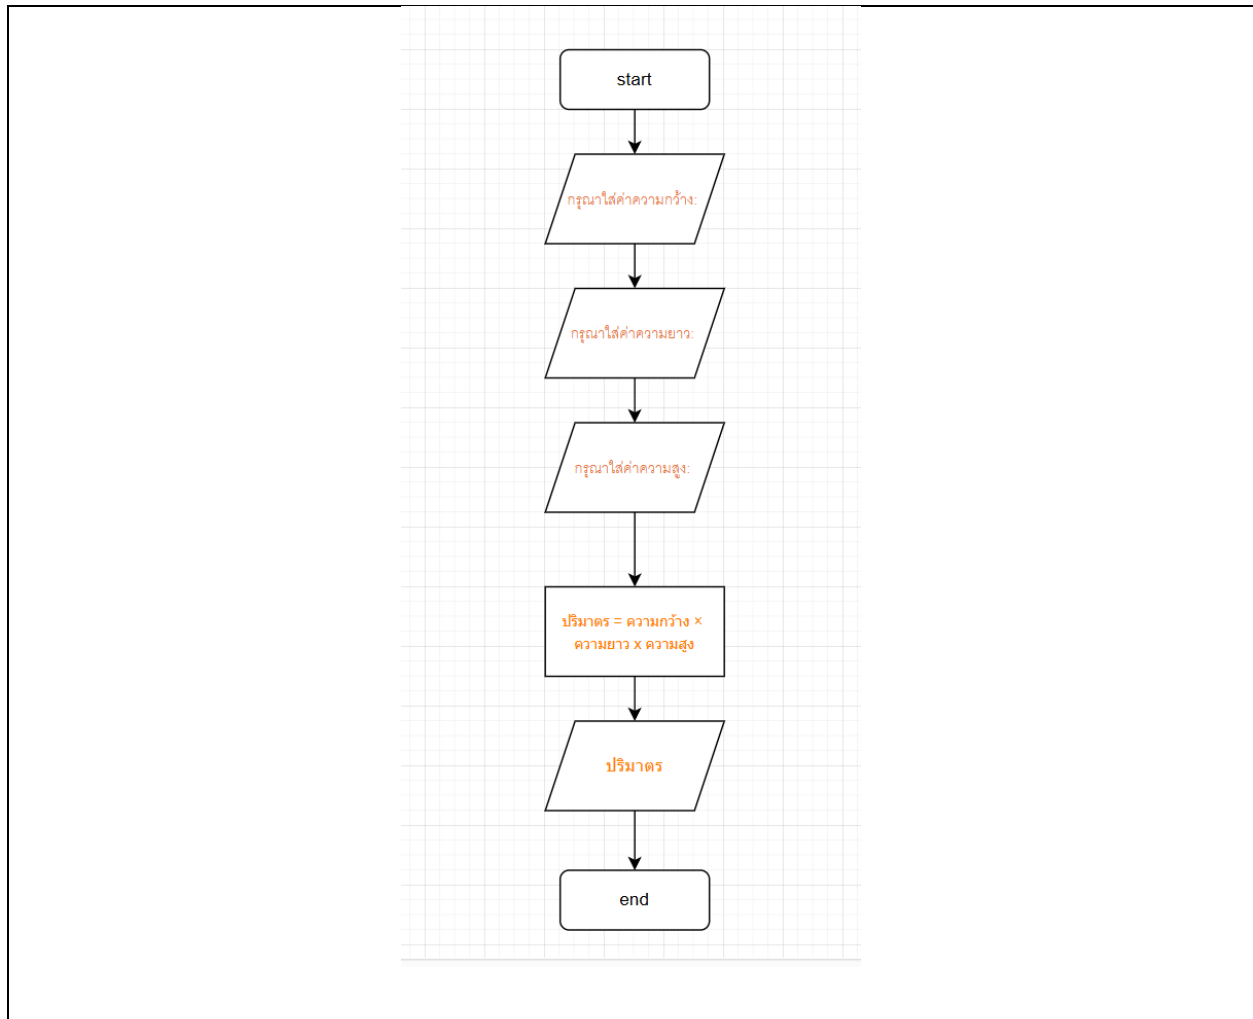 start
กรุณาใส่ค่าความกว้าง:
กรุณาใส่ค่าความยาว:
กรุณาใส่ค่าความสูง:
ปริมาตร = ความกว้าง ×
ความยาว x ความสูง
ปริมาตร
end